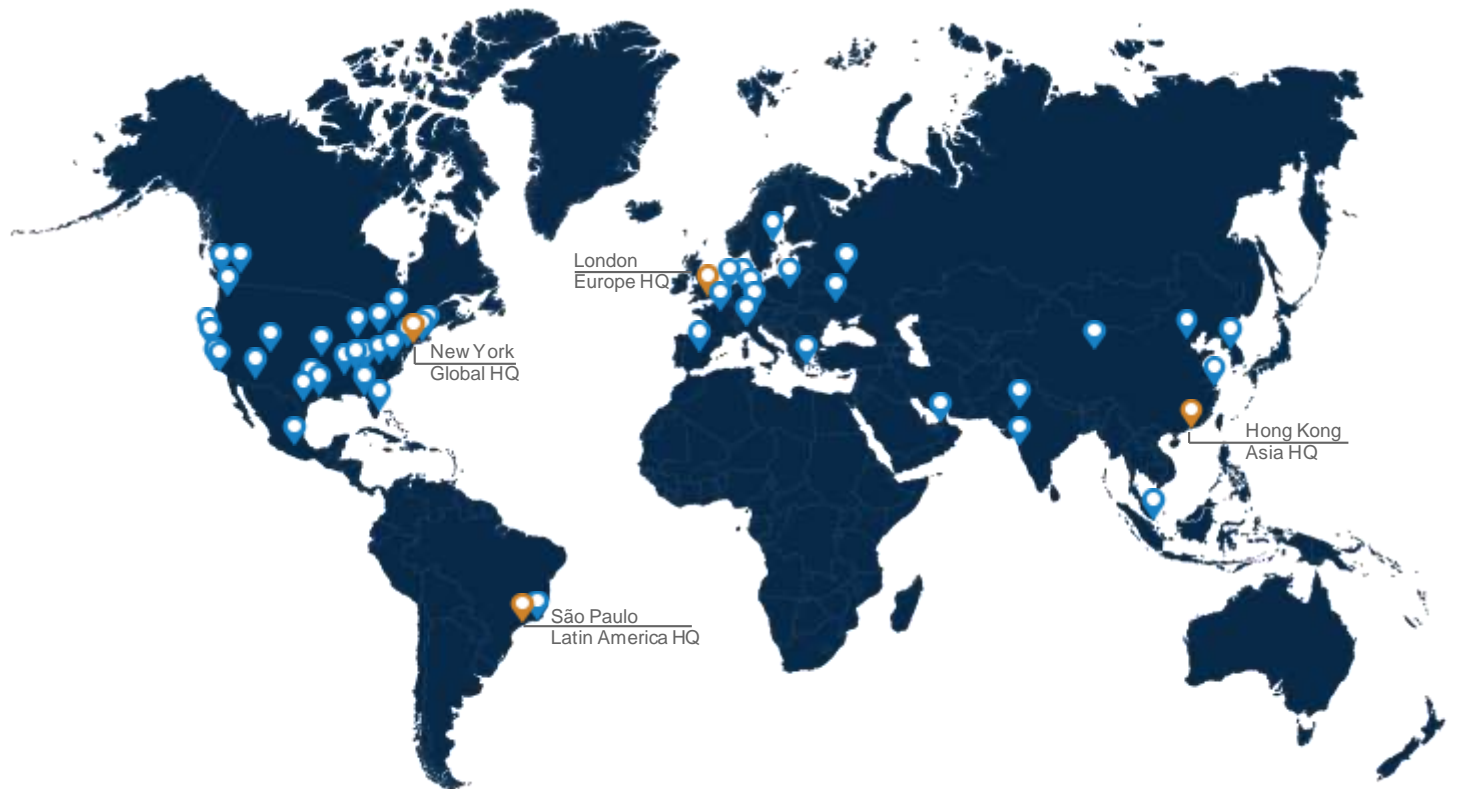 London
Europe HQ
New York
Global HQ
Hong Kong
Asia HQ
São Paulo
Latin America HQ